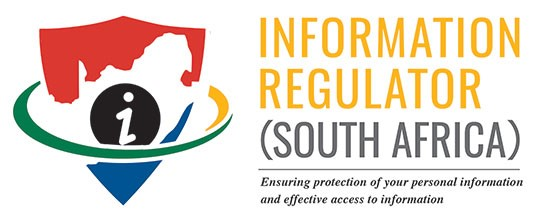 i
INFORMATION
REGULATOR
(SOUTH AFRICA)
Ensuring protection of your personal information
and effective access to information